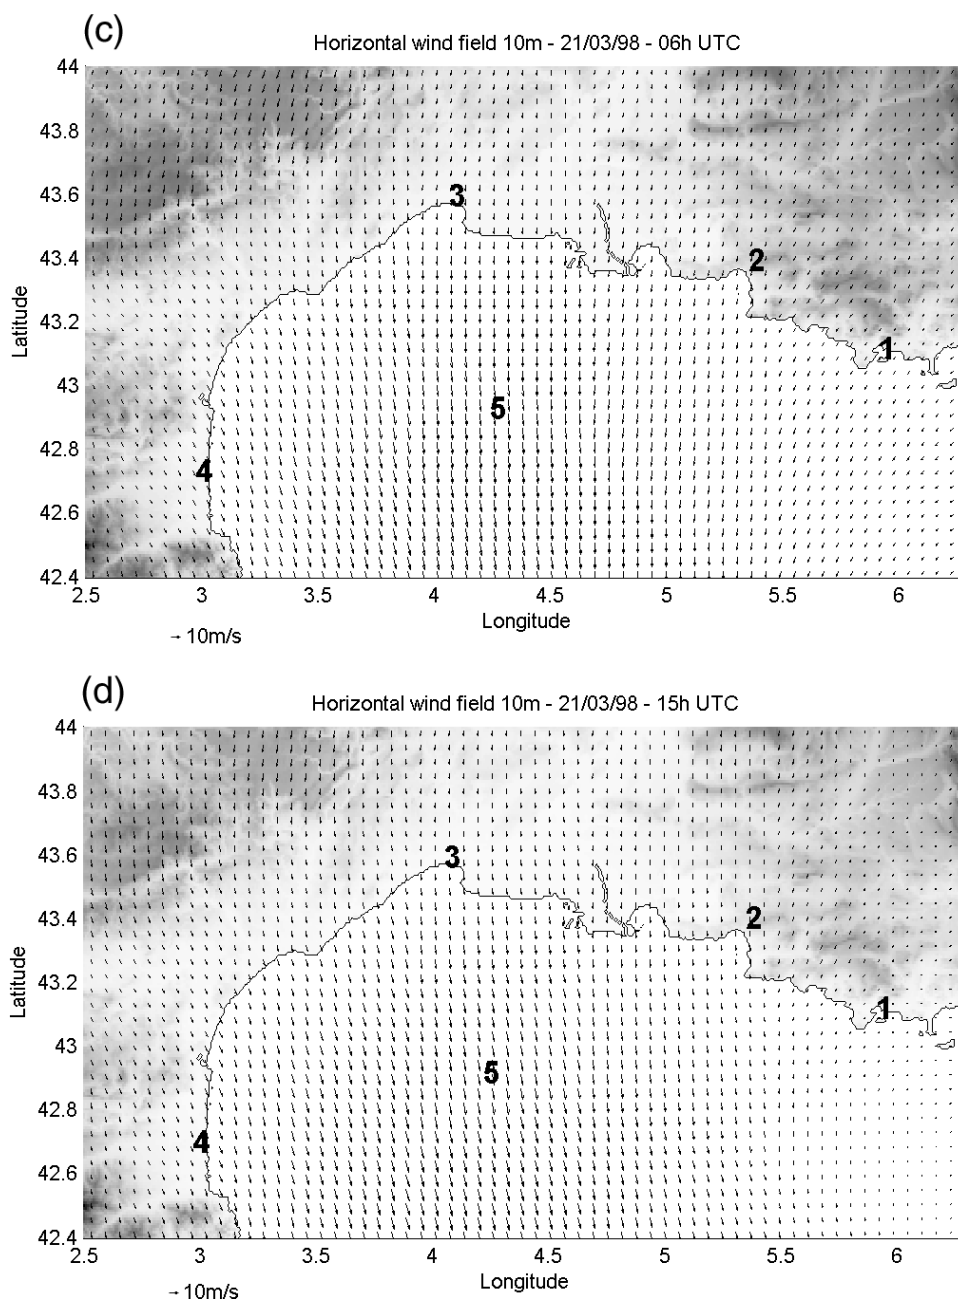 (c)
Horizontal wind field 10m - 21/03/98 - 06h UTC
44
43.8
43.6
43.4
43.2
43
42.8
42.6
42.4
Latitude
3
2
1
5
4
2.5 3 3.5 4 4.5 5 5.5 6
Longitude
→ 10m/s
(d)
Horizontal wind field 10m - 21/03/98 - 15h UTC
44
43.8
43.6
43.4
43.2
43
42.8
42.6
42.4
Latitude
3
2
1
5
4
2.5 3 3.5 4 4.5 5 5.5 6
Longitude
→ 10m/s